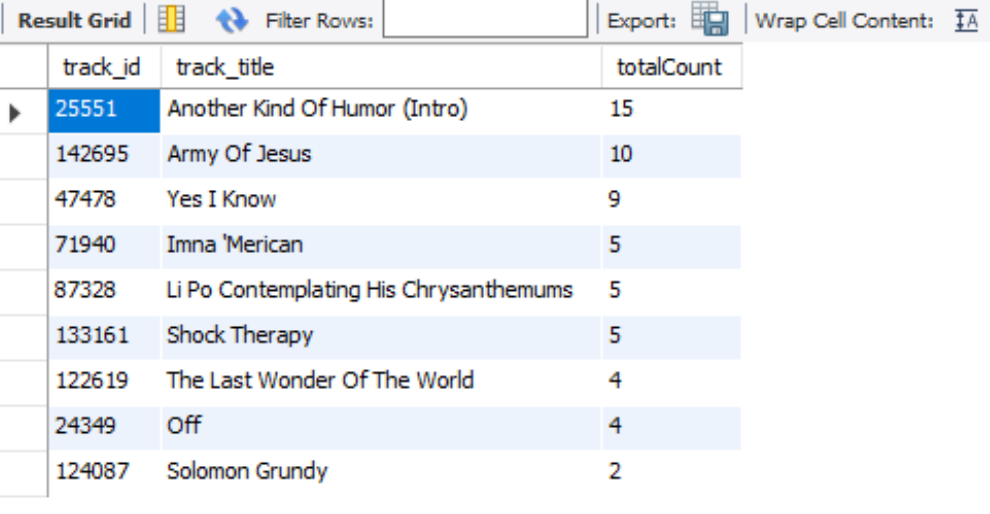 Result Grid Filter Rows: Export: Wrap Cell Content: IA
track_id track_title totalCount
25551 Another Kind Of Humor (Intro) 15
142695 Army Of Jesus 10
47478 Yes I Know 9
71940 Imna 'Merican 5
87328 Li Po Contemplating His Chrysanthemums 5
133161 Shock Therapy 5
122619 The Last Wonder Of The World 4
24349 Off 4
124087 Solomon Grundy 2